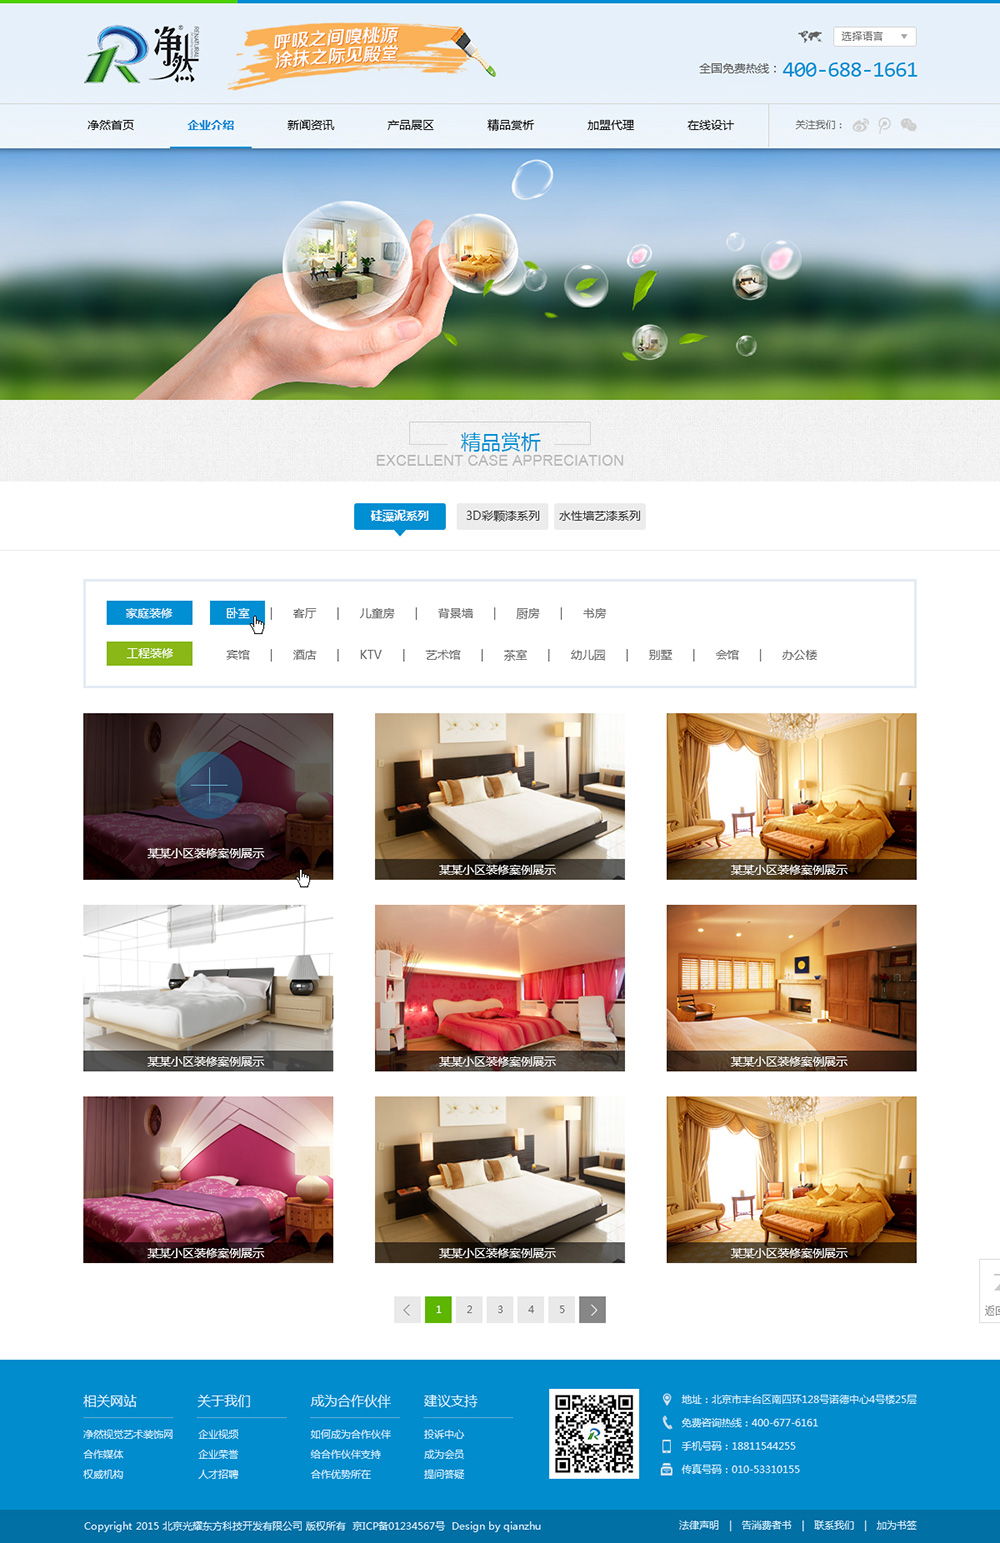 净然
呼吸之间嗅桃源
涂抹之际见殿堂
选择语言
全国免费热线：400-688-1661
净然首页 企业介绍 新闻资讯 产品展区 精品赏析 加盟代理 在线设计 关注我们：
精品赏析
EXCELLENT CASE APPRECIATION
硅藻泥系列 3D彩颗漆系列 水性墙艺漆系列
家庭装修 卧室 | 客厅 | 儿童房 | 背景墙 | 厨房 | 书房
工程装修 宾馆 | 酒店 | KTV | 艺术馆 | 茶室 | 幼儿园 | 别墅 | 会馆 | 办公楼
某某小区装修案例展示
某某小区装修案例展示
某某小区装修案例展示
某某小区装修案例展示
某某小区装修案例展示
某某小区装修案例展示
某某小区装修案例展示
某某小区装修案例展示
某某小区装修案例展示
1 2 3 4 5
返回
相关网站
净然视觉艺术装饰网
合作媒体
权威机构
关于我们
企业视频
企业荣誉
人才招聘
成为合作伙伴
如何成为合作伙伴
给合作伙伴支持
合作优势所在
建议支持
投诉中心
成为会员
提问答疑
地址：北京市丰台区南四环128号诺德中心4号楼25层
免费咨询热线：400-677-6161
手机号码：18811544255
传真号码：010-53310155
Copyright 2015 北京光耀东方科技开发有限公司 版权所有 京ICP备01234567号 Design by qianzhu
法律声明 | 告消费者书 | 联系我们 | 加为书签